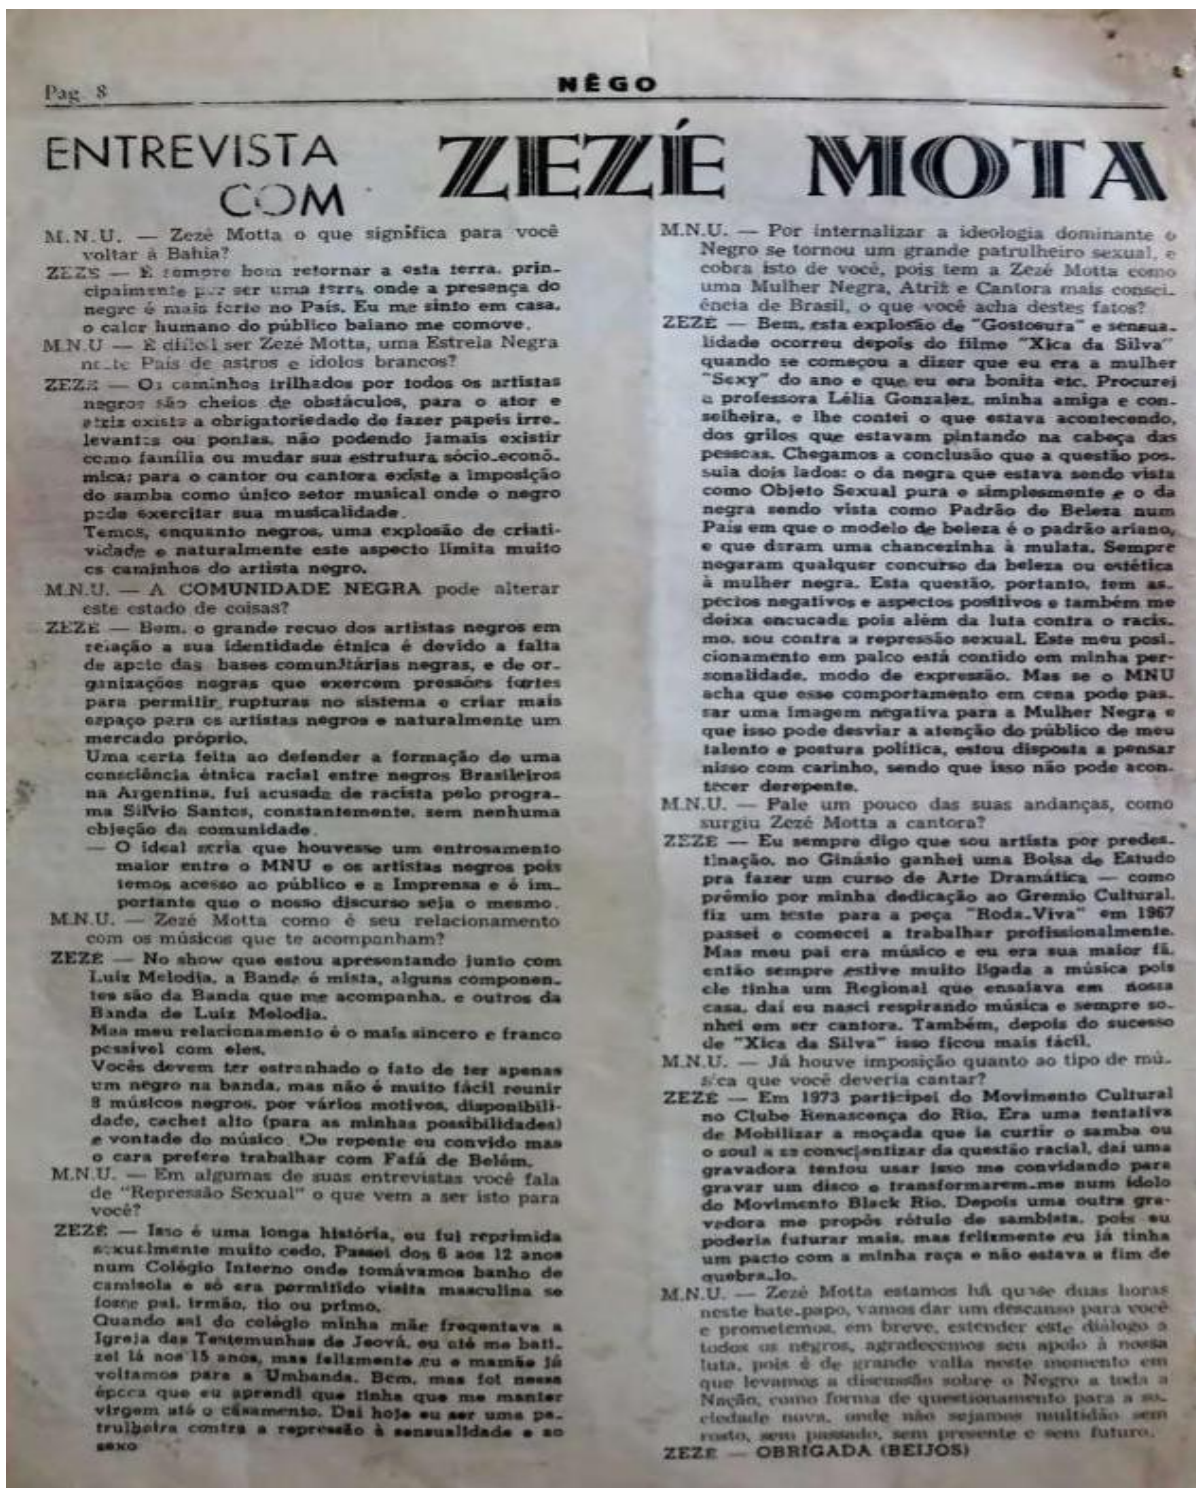 Pag. 8
NÊGO
ENTREVISTA
COM
ZEZÉ MOTA
M.N.U. — Zezé Motta o que significa para você
voltar à Bahia?
ZEZÉ — É sempre bom retornar a esta terra, prin-
cipalmente por ser uma terra onde a presença do
negro é mais forte no País. Eu me sinto em casa,
o calor humano do público baiano me comove.
M.N.U — É difícil ser Zezé Motta, uma Estrela Negra
neste País de astros e ídolos brancos?
ZEZÉ — Os caminhos trilhados por todos os artistas
negros são cheios de obstáculos, para o ator e
atriz existe a obrigatoriedade de fazer papeis irre-
levantes ou pontas, não podendo jamais existir
como família ou mudar sua estrutura sócio-econô-
mica; para o cantor ou cantora existe a imposição
do samba como único setor musical onde o negro
pode exercitar sua musicalidade.
Temos, enquanto negros, uma explosão de criati-
vidade e naturalmente este aspecto limita muito
os caminhos do artista negro.
M.N.U. — A COMUNIDADE NEGRA pode alterar
este estado de coisas?
ZEZÉ — Bem, o grande recuo dos artistas negros em
relação a sua identidade étnica é devido a falta
de apoio das bases comunitárias negras, e de or-
ganizações negras que exercem pressões fortes
para permitir rupturas no sistema e criar mais
espaço para os artistas negros e naturalmente um
mercado próprio.
Uma certa feita ao defender a formação de uma
consciência étnica racial entre negros Brasileiros
na Argentina, fui acusada de racista pelo progra-
ma Silvio Santos, constantemente, sem nenhuma
objeção da comunidade.
— O ideal seria que houvesse um entrosamento
maior entre o MNU e os artistas negros pois
temos acesso ao público e a Imprensa e é im-
portante que o nosso discurso seja o mesmo.
M.N.U. — Zezé Motta como é seu relacionamento
com os músicos que te acompanham?
ZEZÉ — No show que estou apresentando junto com
Luiz Melodia, a Banda é mista, alguns componen-
tes são da Banda que me acompanha, e outros da
Banda de Luiz Melodia.
Mas meu relacionamento é o mais sincero e franco
possível com eles.
Vocês devem ter estranhado o fato de ter apenas
um negro na banda, mas não é muito fácil reunir
8 músicos negros, por vários motivos, disponibili-
dade, cachet alto (para as minhas possibilidades)
e vontade do músico. De repente eu convido mas
o cara prefere trabalhar com Fafá de Belém.
M.N.U. — Em algumas de suas entrevistas você fala
de "Repressão Sexual" o que vem a ser isto para
você?
ZEZÉ — Isso é uma longa história, eu fui reprimida
sexualmente muito cedo. Passei dos 6 aos 12 anos
num Colégio Interno onde tomávamos banho de
camisola e só era permitido visita masculina se
fosse pai, irmão, tio ou primo.
Quando saí do colégio minha mãe freqentava a
Igreja das Testemunhas de Jeová, eu até me bati-
zei lá aos 15 anos, mas felizmente eu e mamãe já
voltamos para a Umbanda. Bem, mas foi nessa
época que eu aprendi que tinha que me manter
virgem até o casamento. Daí hoje eu ser uma pa-
trulheira contra a repressão à sensualidade e ao
sexo
M.N.U. — Por internalizar a ideologia dominante o
Negro se tornou um grande patrulheiro sexual, e
cobra isto de você, pois tem a Zezé Motta como
uma Mulher Negra, Atriz e Cantora mais consci-
ência de Brasil, o que você acha destes fatos?
ZEZÉ — Bem, esta explosão de "Gostosura" e sensua-
lidade ocorreu depois do filme "Xica da Silva"
quando se começou a dizer que eu era a mulher
"Sexy" do ano e que eu era bonita etc. Procurei
a professora Lélia Gonzalez, minha amiga e con-
selheira, e lhe contei o que estava acontecendo,
dos grilos que estavam pintando na cabeça das
pessoas. Chegamos a conclusão que a questão pos-
suia dois lados: o da negra que estava sendo vista
como Objeto Sexual pura e simplesmente e o da
negra sendo vista como Padrão de Beleza num
País em que o modelo de beleza é o padrão ariano,
e que deram uma chancezinha à mulata. Sempre
negaram qualquer concurso da beleza ou estética
à mulher negra. Esta questão, portanto, tem as-
pectos negativos e aspectos positivos e também me
deixa encucada pois além da luta contra o racis-
mo, sou contra a repressão sexual. Este meu posi-
cionamento em palco está contido em minha per-
sonalidade, modo de expressão. Mas se o MNU
acha que esse comportamento em cena pode pas-
sar uma imagem negativa para a Mulher Negra e
que isso pode desviar a atenção do público de meu
talento e postura política, estou disposta a pensar
nisso com carinho, sendo que isso não pode acon-
tecer derepente.
M.N.U. — Fale um pouco das suas andanças, como
surgiu Zezé Motta a cantora?
ZEZÉ — Eu sempre digo que sou artista por predes-
tinação, no Ginásio ganhei uma Bolsa de Estudo
pra fazer um curso de Arte Dramática — como
prêmio por minha dedicação ao Gremio Cultural.
fiz um teste para a peça "Roda-Viva" em 1967
passei e comecei a trabalhar profissionalmente.
Mas meu pai era músico e eu era sua maior fã,
então sempre estive muito ligada a música pois
ele tinha um Regional que ensaiava em nossa
casa, daí eu nasci respirando música e sempre so-
nhei em ser cantora. Também, depois do sucesso
de "Xica da Silva" isso ficou mais fácil.
M.N.U. — Já houve imposição quanto ao tipo de mú-
sica que você deveria cantar?
ZEZÉ — Em 1973 participei do Movimento Cultural
no Clube Renascença do Rio. Era uma tentativa
de Mobilizar a moçada que ia curtir o samba ou
o soul a se conscientizar da questão racial, daí uma
gravadora tentou usar isso me convidando para
gravar um disco e transformarem-me num ídolo
do Movimento Black Rio. Depois uma outra gra-
vadora me propôs rótulo de sambista, pois eu
poderia futurar mais, mas felizmente eu já tinha
um pacto com a minha raça e não estava a fim de
quebra-lo.
M.N.U. — Zezé Motta estamos há quase duas horas
neste bate-papo, vamos dar um descanso para você
e prometemos, em breve, estender este diálogo a
todos os negros, agradecemos seu apoio à nossa
luta, pois é de grande valia neste momento em
que levamos a discussão sobre o Negro a toda a
Nação, como forma de questionamento para a so-
ciedade nova, onde não sejamos multidão sem
rosto, sem passado, sem presente e sem futuro.
ZEZÉ — OBRIGADA (BEIJOS)